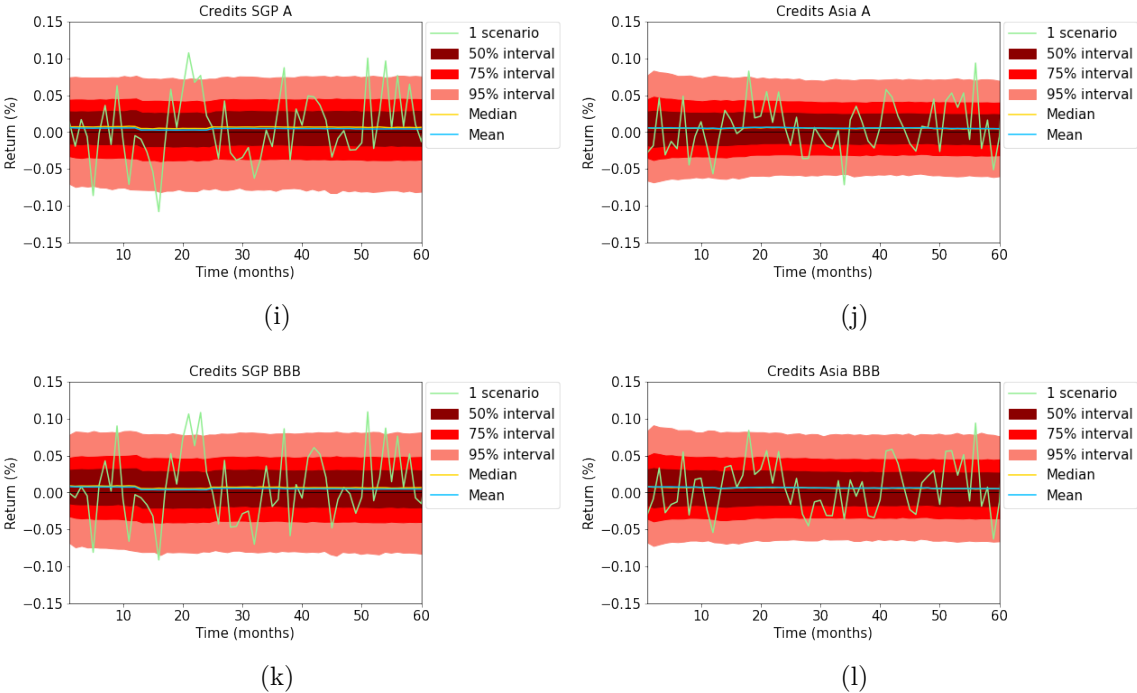 Credits SGP A
0.15
0.10
0.05
0.00
−0.05
−0.10
−0.15
Return (%)
10 20 30 40 50 60
Time (months)
1 scenario
50% interval
75% interval
95% interval
Median
Mean
(i)
Credits Asia A
0.15
0.10
0.05
0.00
−0.05
−0.10
−0.15
Return (%)
10 20 30 40 50 60
Time (months)
1 scenario
50% interval
75% interval
95% interval
Median
Mean
(j)
Credits SGP BBB
0.15
0.10
0.05
0.00
−0.05
−0.10
−0.15
Return (%)
10 20 30 40 50 60
Time (months)
1 scenario
50% interval
75% interval
95% interval
Median
Mean
(k)
Credits Asia BBB
0.15
0.10
0.05
0.00
−0.05
−0.10
−0.15
Return (%)
10 20 30 40 50 60
Time (months)
1 scenario
50% interval
75% interval
95% interval
Median
Mean
(l)